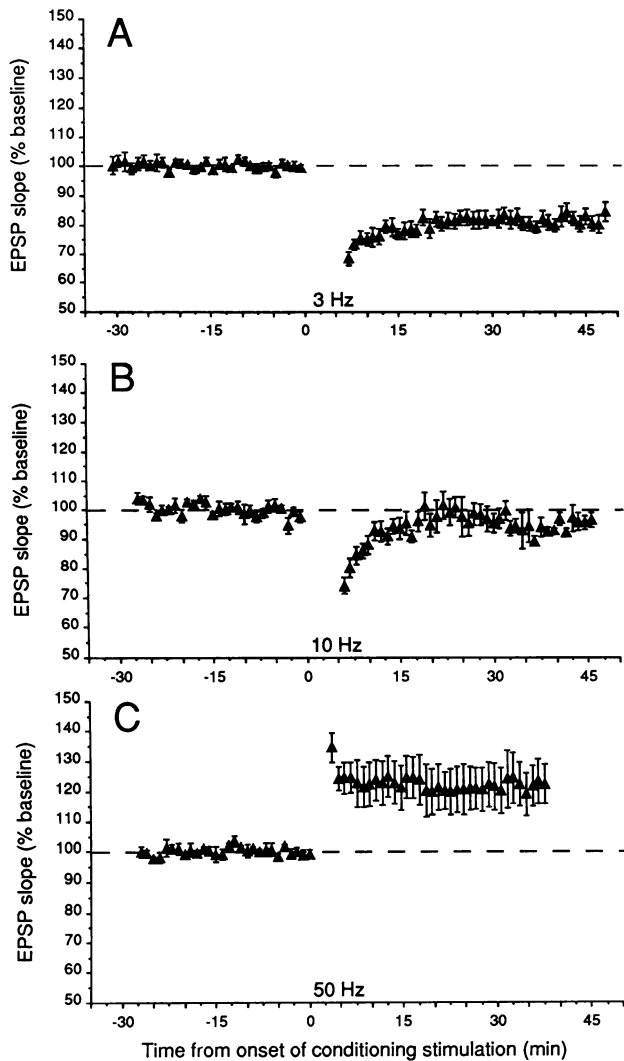 A
150
140
130
120
110
100
90
80
70
60
50
EPSP slope (% baseline)
3 Hz
-30 -15 0 15 30 45
B
150
140
130
120
110
100
90
80
70
60
50
EPSP slope (% baseline)
10 Hz
-30 -15 0 15 30 45
C
150
140
130
120
110
100
90
80
70
60
50
EPSP slope (% baseline)
50 Hz
-30 -15 0 15 30 45
Time from onset of conditioning stimulation (min)